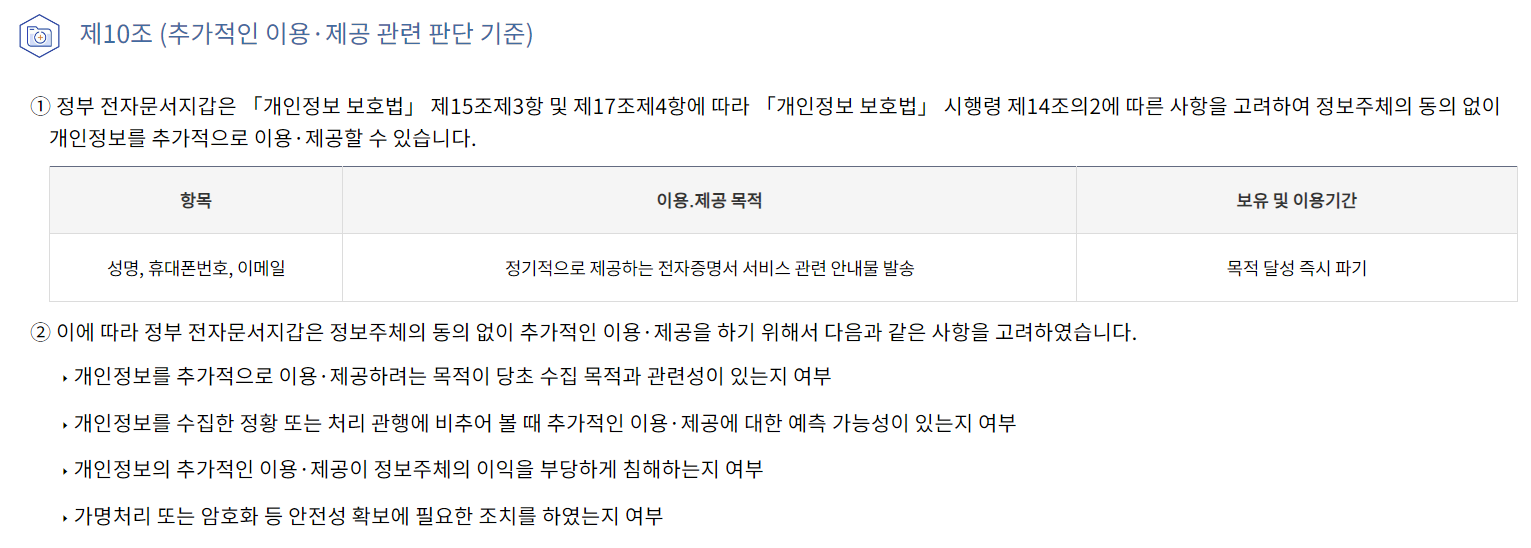 제10조 (추가적인 이용·제공 관련 판단 기준)
① 정부 전자문서지갑은 「개인정보 보호법」 제15조제3항 및 제17조제4항에 따라 「개인정보 보호법」 시행령 제14조의2에 따른 사항을 고려하여 정보주체의 동의 없이
개인정보를 추가적으로 이용·제공할 수 있습니다.
항목 이용.제공 목적 보유 및 이용기간
성명, 휴대폰번호, 이메일 정기적으로 제공하는 전자증명서 서비스 관련 안내물 발송 목적 달성 즉시 파기
② 이에 따라 정부 전자문서지갑은 정보주체의 동의 없이 추가적인 이용·제공을 하기 위해서 다음과 같은 사항을 고려하였습니다.
▸ 개인정보를 추가적으로 이용·제공하려는 목적이 당초 수집 목적과 관련성이 있는지 여부
▸ 개인정보를 수집한 정황 또는 처리 관행에 비추어 볼 때 추가적인 이용·제공에 대한 예측 가능성이 있는지 여부
▸ 개인정보의 추가적인 이용·제공이 정보주체의 이익을 부당하게 침해하는지 여부
▸ 가명처리 또는 암호화 등 안전성 확보에 필요한 조치를 하였는지 여부